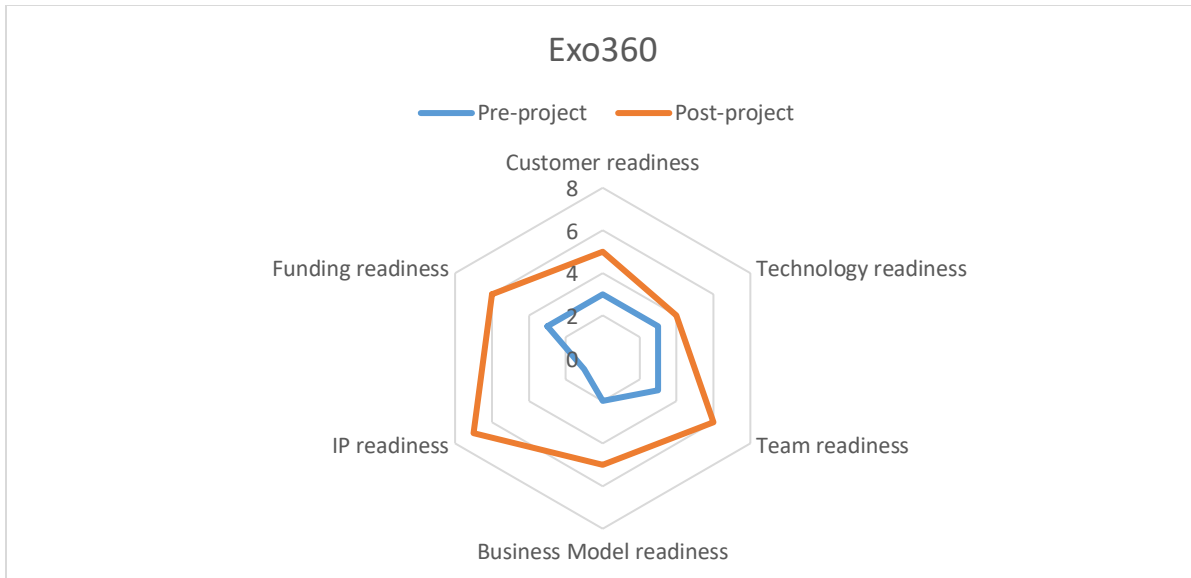 Exo360
Pre-project Post-project
Customer readiness
8
6
Funding readiness Technology readiness
4
2
0
IP readiness Team readiness
Business Model readiness